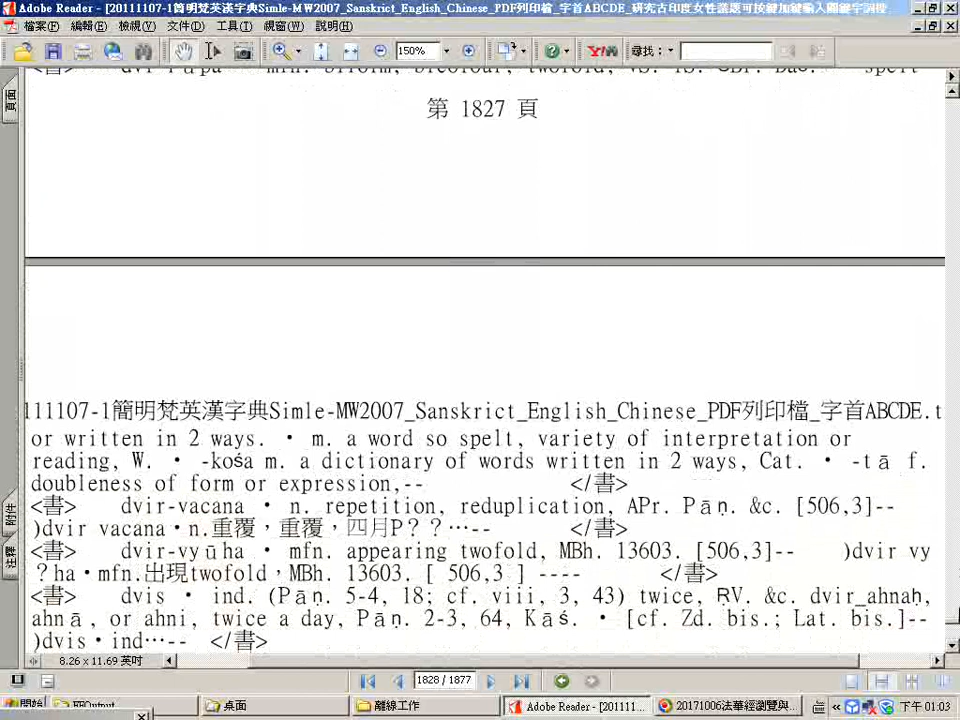 Adobe Reader - [20111107-1簡明梵英漢字典Simle-MW2007_Sanskrict_English_Chinese_PDF列印檔_字首ABCDE_研究古印度女性議題可按鍵加鍵輸入關鍵字詞搜
檔案(F) 編輯(E) 檢視(V) 文件(D) 工具(T) 視窗(W) 說明(H)
150% Y! 尋找：
頁面
第 1827 頁
111107-1簡明梵英漢字典Simle-MW2007_Sanskrict_English_Chinese_PDF列印檔_字首ABCDE.t
or written in 2 ways. • m. a word so spelt, variety of interpretation or
reading, W. • -kośa m. a dictionary of words written in 2 ways, Cat. • -tā f.
doubleness of form or expression,-- </書>
<書> dvir-vacana • n. repetition, reduplication, APr. Pāṇ. &c. [506,3]--
)dvir vacana•n.重覆，重覆，四月P？？…-- </書>
<書> dvir-vyūha • mfn. appearing twofold, MBh. 13603. [506,3]-- )dvir vy
？ha•mfn.出現twofold，MBh. 13603. [ 506,3 ] ---- </書>
<書> dvis • ind. (Pāṇ. 5-4, 18; cf. viii, 3, 43) twice, ṚV. &c. dvir_ahnaḥ,
ahnā, or ahni, twice a day, Pāṇ. 2-3, 64, Kāś. • [cf. Zd. bis.; Lat. bis.]--
)dvis•ind…-- </書>
附件
注釋
8.26 x 11.69 英吋
1828 / 1877
開始 桌面 離線工作 Adobe Reader - [2011... 20171006法華經瀏覽與... 下午 01:03